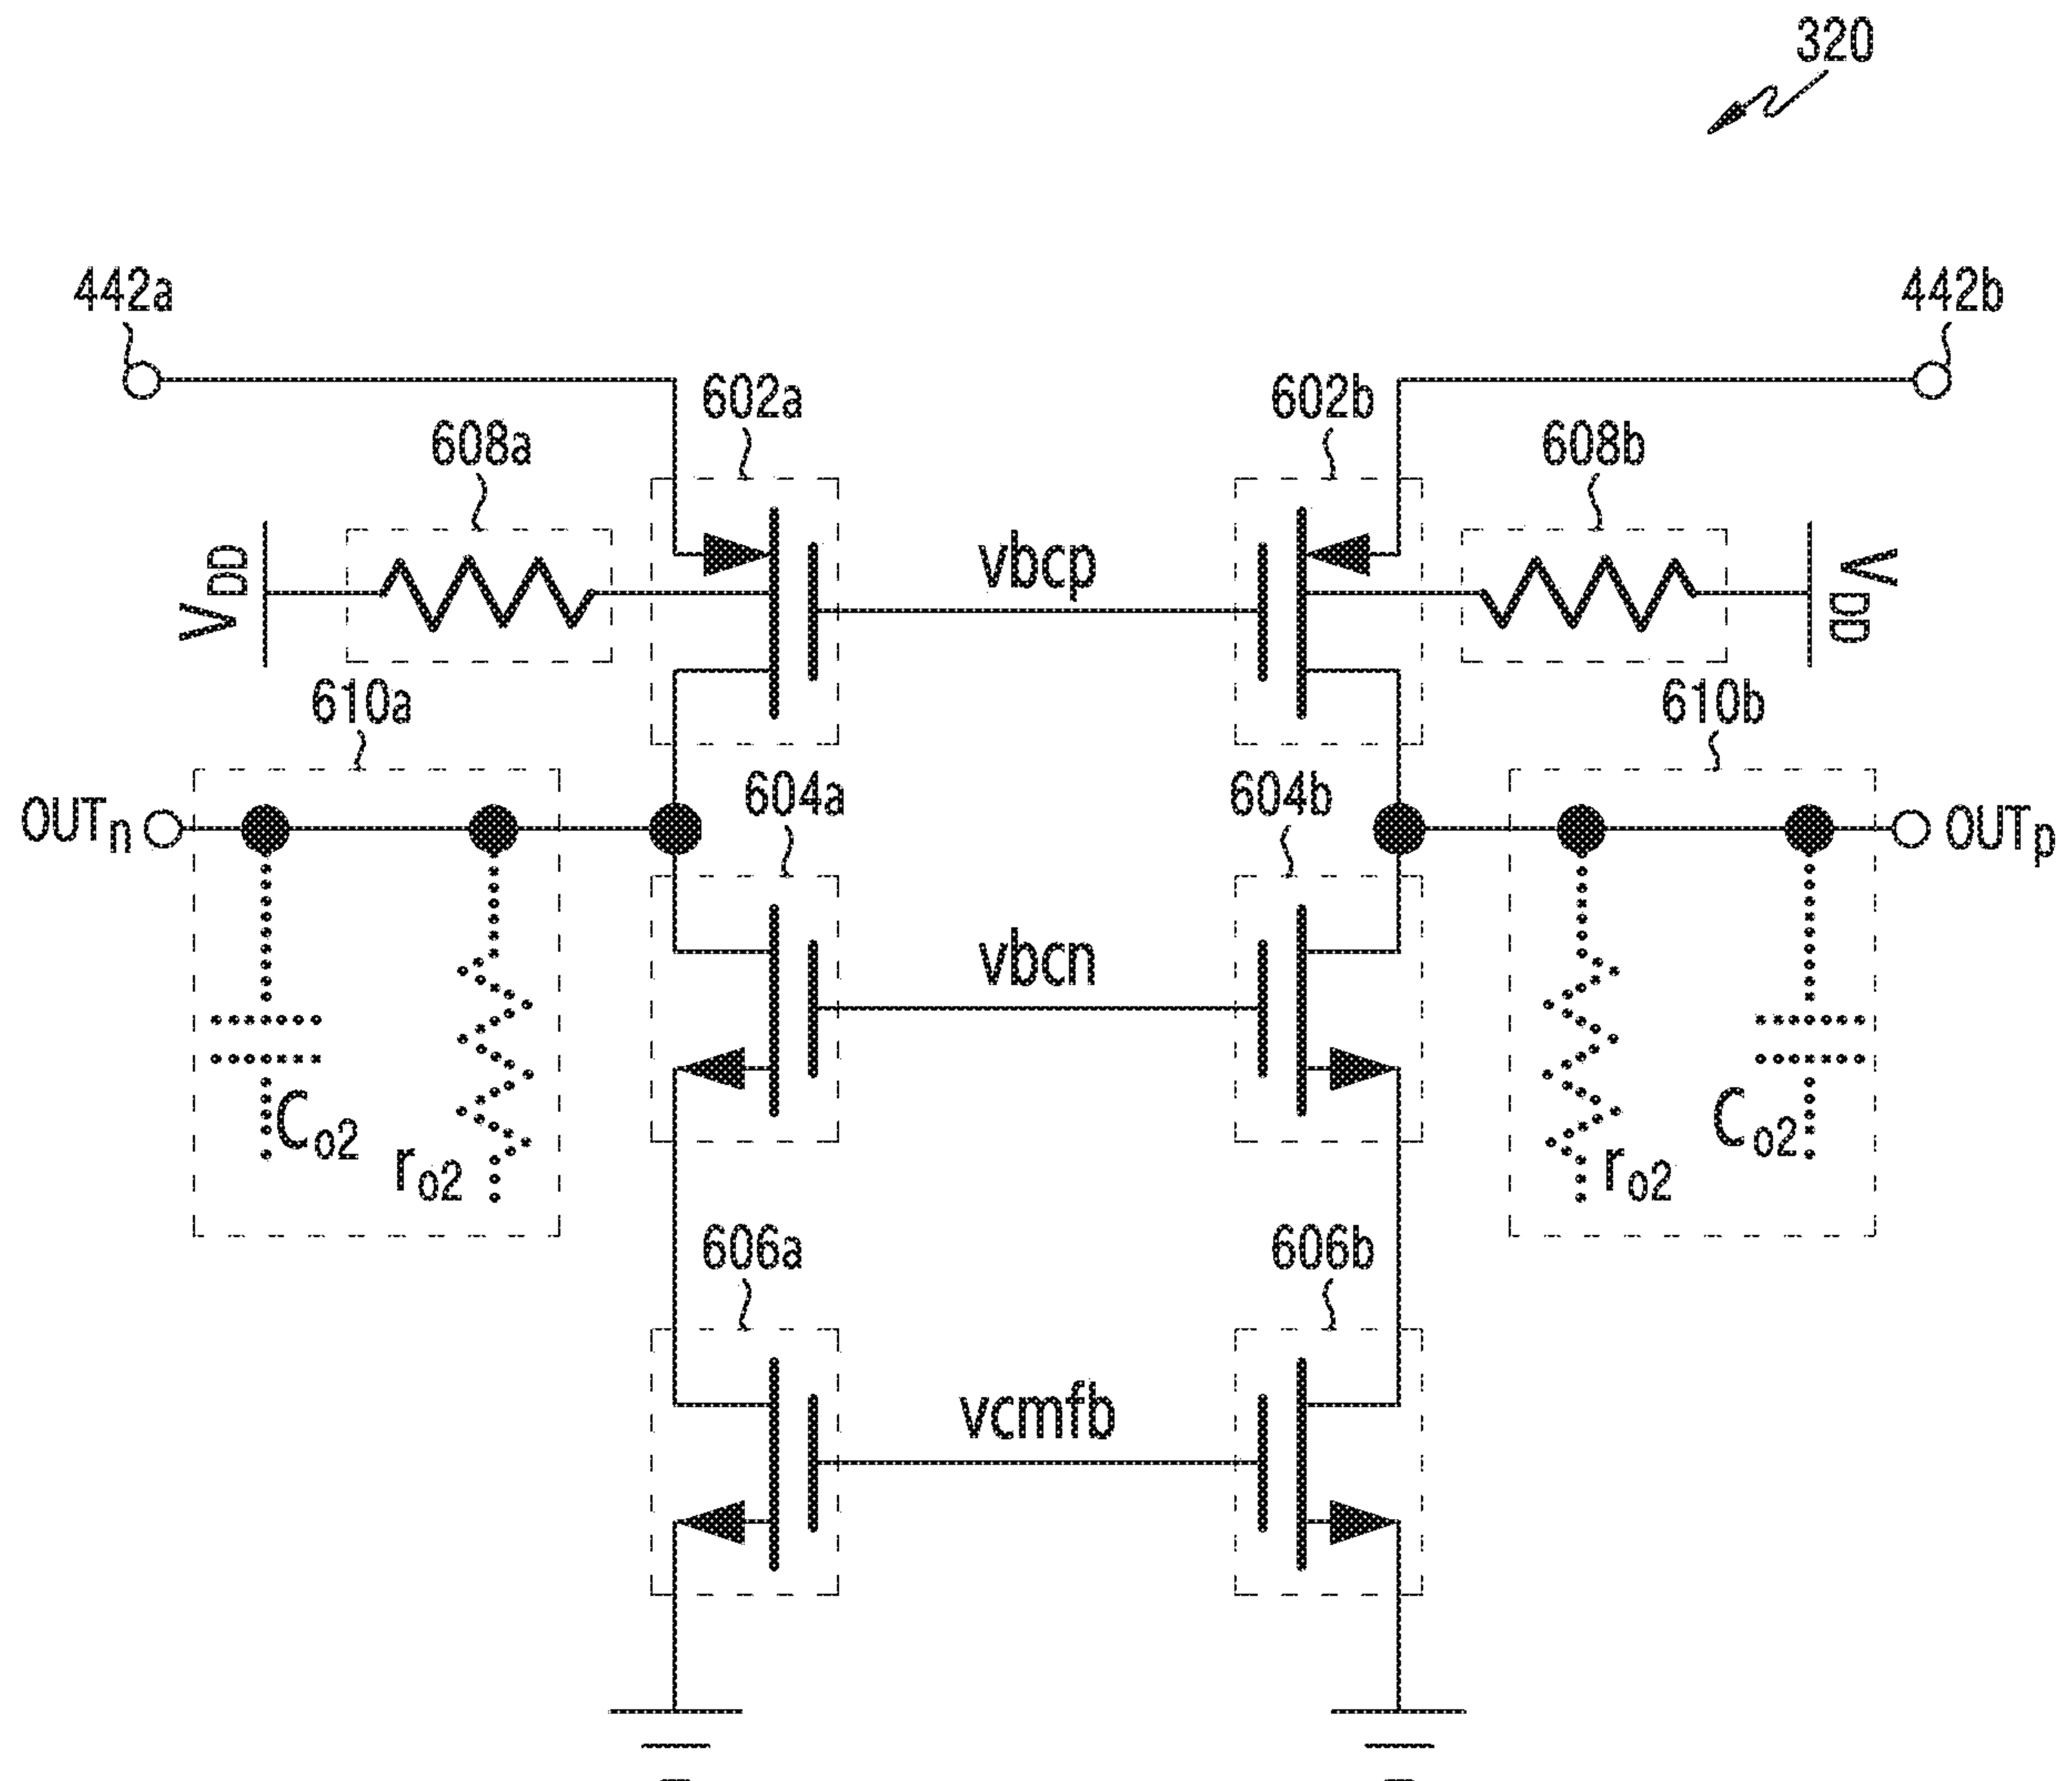 320
442a
442b
602a
602b
608a
608b
vbcp
VDD
VDD
610a
610b
604a
604b
OUTn
OUTp
vbcn
Co2
ro2
ro2
Co2
606a
606b
vcmfb